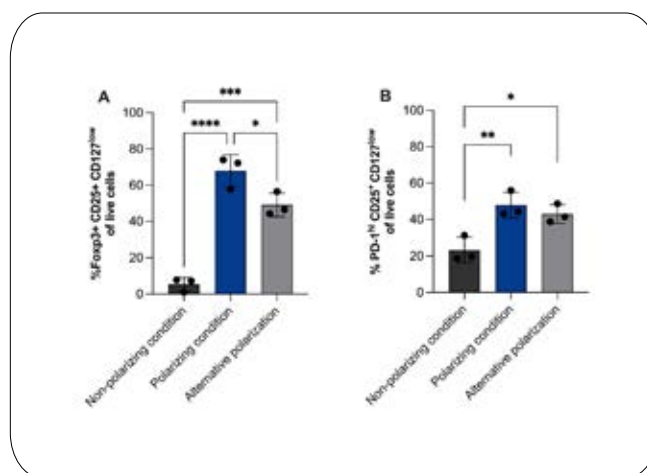 A
%Foxp3+ CD25+ CD127low
of live cells
100
80
60
40
20
0
****
***
*
Non-polarizing condition
Polarizing condition
Alternative polarization
B
% PD-1hi CD25+ CD127low
of live cells
100
80
60
40
20
0
**
*
Non-polarizing condition
Polarizing condition
Alternative polarization